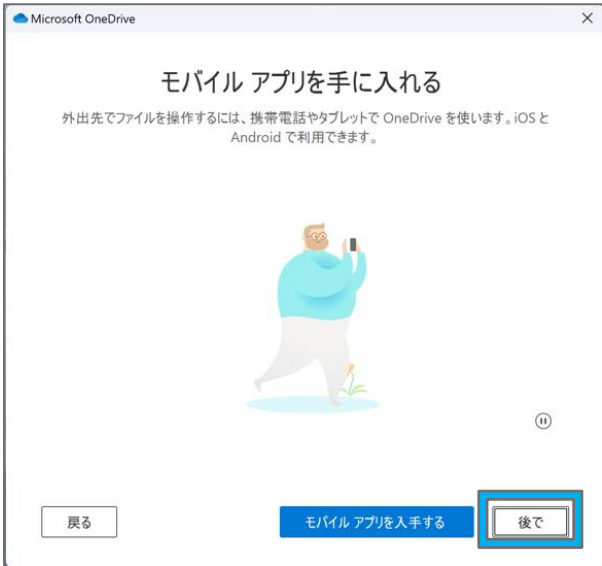 Microsoft OneDrive
モバイル アプリを手に入れる
外出先でファイルを操作するには、携帯電話やタブレットで OneDrive を使います。iOS と
Android で利用できます。
戻る
モバイル アプリを入手する
後で